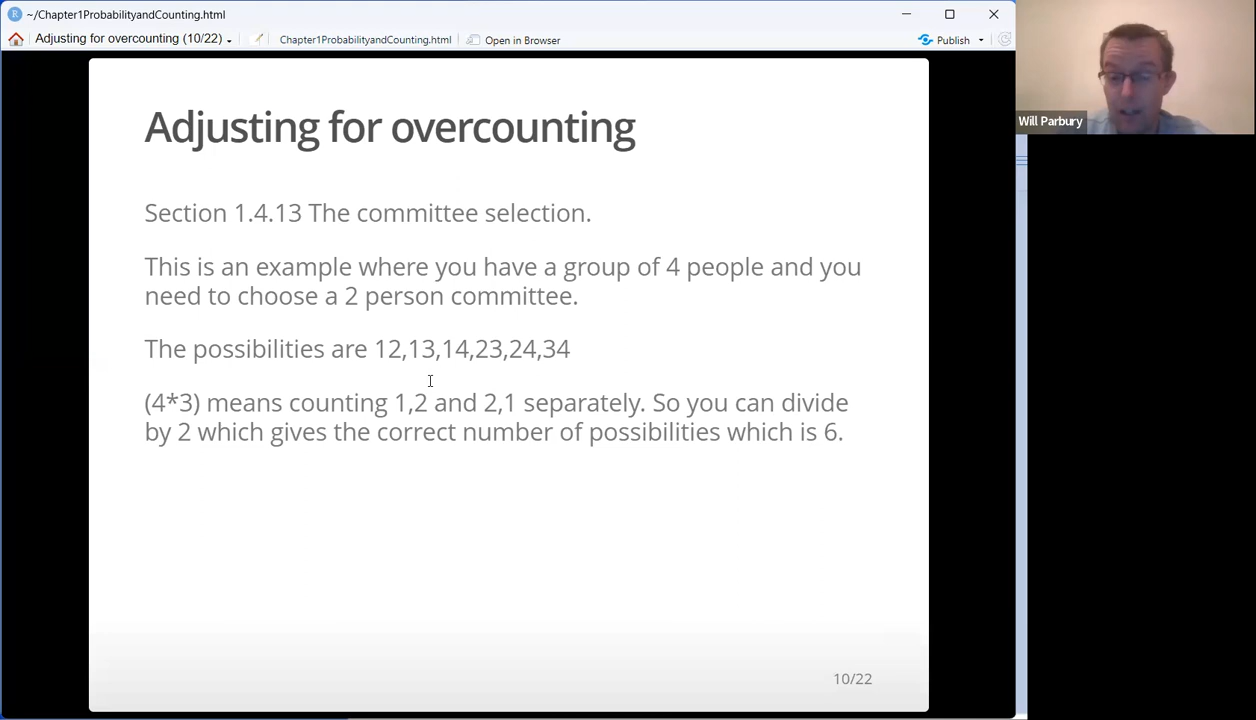 ~/Chapter1ProbabilityandCounting.html
Adjusting for overcounting (10/22)
Chapter1ProbabilityandCounting.html
Open in Browser
Publish
Will Parbury
Adjusting for overcounting
Section 1.4.13 The committee selection.
This is an example where you have a group of 4 people and you
need to choose a 2 person committee.
The possibilities are 12,13,14,23,24,34
(4*3) means counting 1,2 and 2,1 separately. So you can divide
by 2 which gives the correct number of possibilities which is 6.
10/22